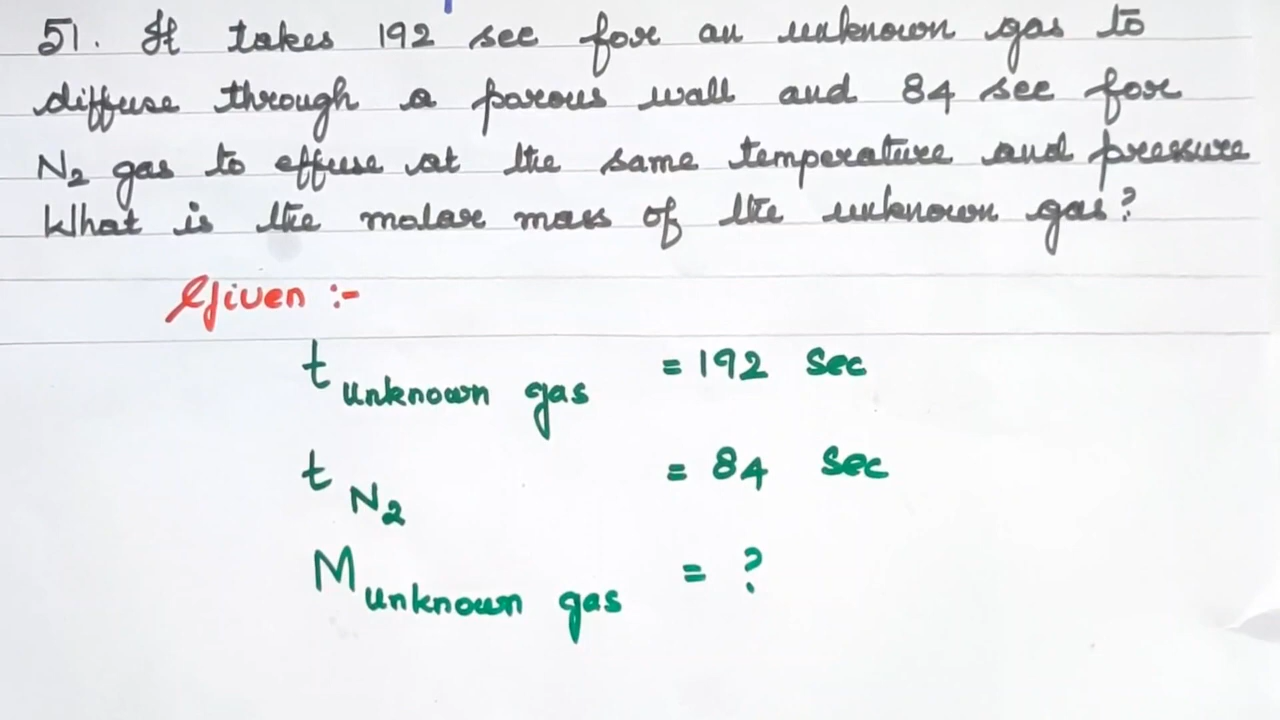 51. It takes 192 sec for an unknown gas to
diffuse through a porous wall and 84 sec for
N2 gas to effuse at the same temperature and pressure
What is the molar mass of the unknown gas?
Given :-
t unknown gas = 192 sec
t N2 = 84 sec
M unknown gas = ?